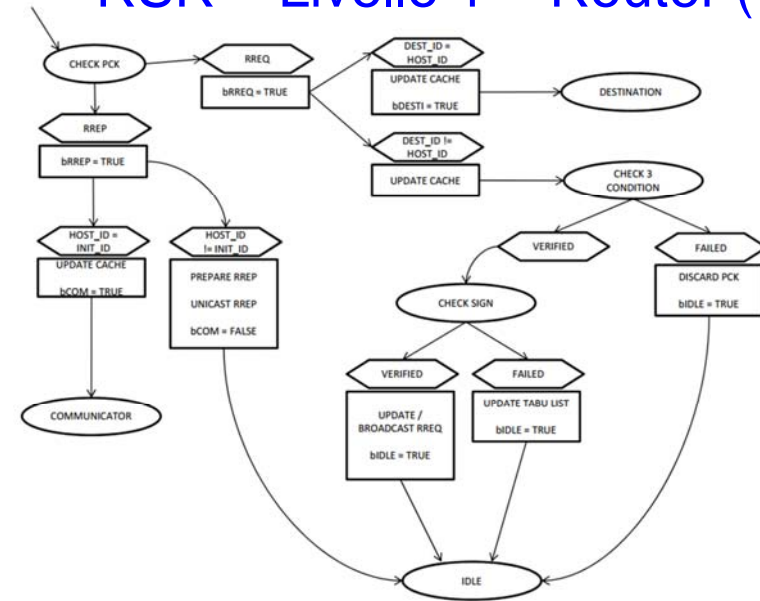 CHECK PCK
RREQ
bRREQ = TRUE
DEST_ID =
HOST_ID
UPDATE CACHE
bDESTI = TRUE
DESTINATION
RREP
bRREP = TRUE
DEST_ID !=
HOST_ID
UPDATE CACHE
CHECK 3
CONDITION
HOST_ID =
INIT_ID
UPDATE CACHE
bCOM = TRUE
HOST_ID
!= INIT_ID
PREPARE RREP
UNICAST RREP
bCOM = FALSE
VERIFIED
FAILED
DISCARD PCK
bIDLE = TRUE
CHECK SIGN
VERIFIED
UPDATE /
BROADCAST RREQ
bIDLE = TRUE
FAILED
UPDATE TABU LIST
bIDLE = TRUE
COMMUNICATOR
IDLE